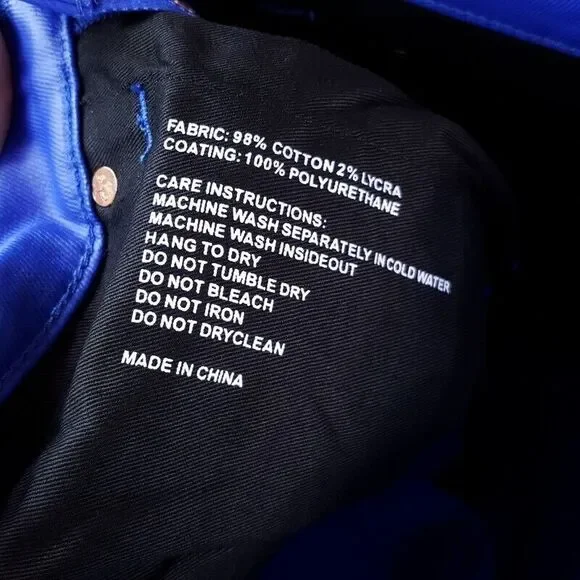 FABRIC: 98% COTTON 2% LYCRA
COATING: 100% POLYURETHANE
CARE INSTRUCTIONS:
MACHINE WASH SEPARATELY IN COLD WATER
MACHINE WASH INSIDEOUT
HANG TO DRY
DO NOT TUMBLE DRY
DO NOT BLEACH
DO NOT IRON
DO NOT DRYCLEAN
MADE IN CHINA